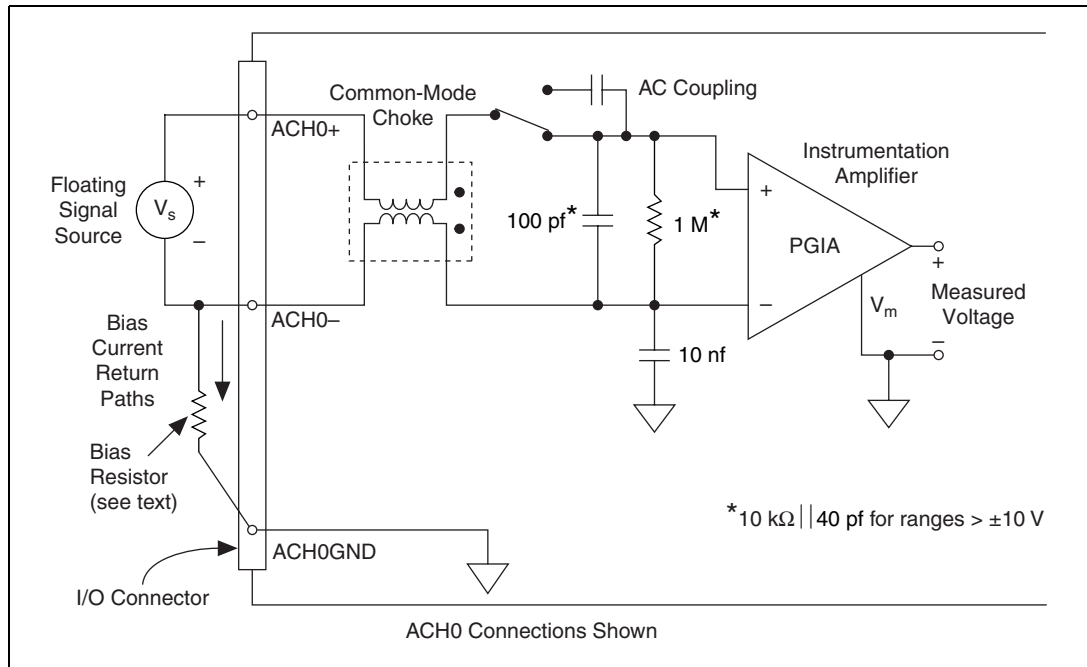 AC Coupling
Common-Mode
Choke
ACH0+
Instrumentation
Amplifier
Floating
Signal
Source
+
Vs
–
100 pf*
1 M*
+
PGIA
–
+
Measured
Voltage
–
Vm
ACH0–
Bias
Current
Return
Paths
10 nf
Bias
Resistor
(see text)
*10 kΩ||40 pf for ranges > ±10 V
ACH0GND
I/O Connector
ACH0 Connections Shown